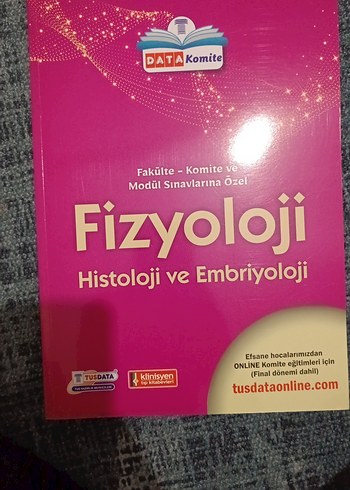 DATA Komite
Fakülte - Komite ve
Modül Sınavlarına Özel
Fizyoloji
Histoloji ve Embriyoloji
Efsane hocalarımızdan
ONLINE Komite eğitimleri için
(Final dönemi dahil)
tusdataonline.com
TUSDATA
klinisyen
tıp kitabevleri